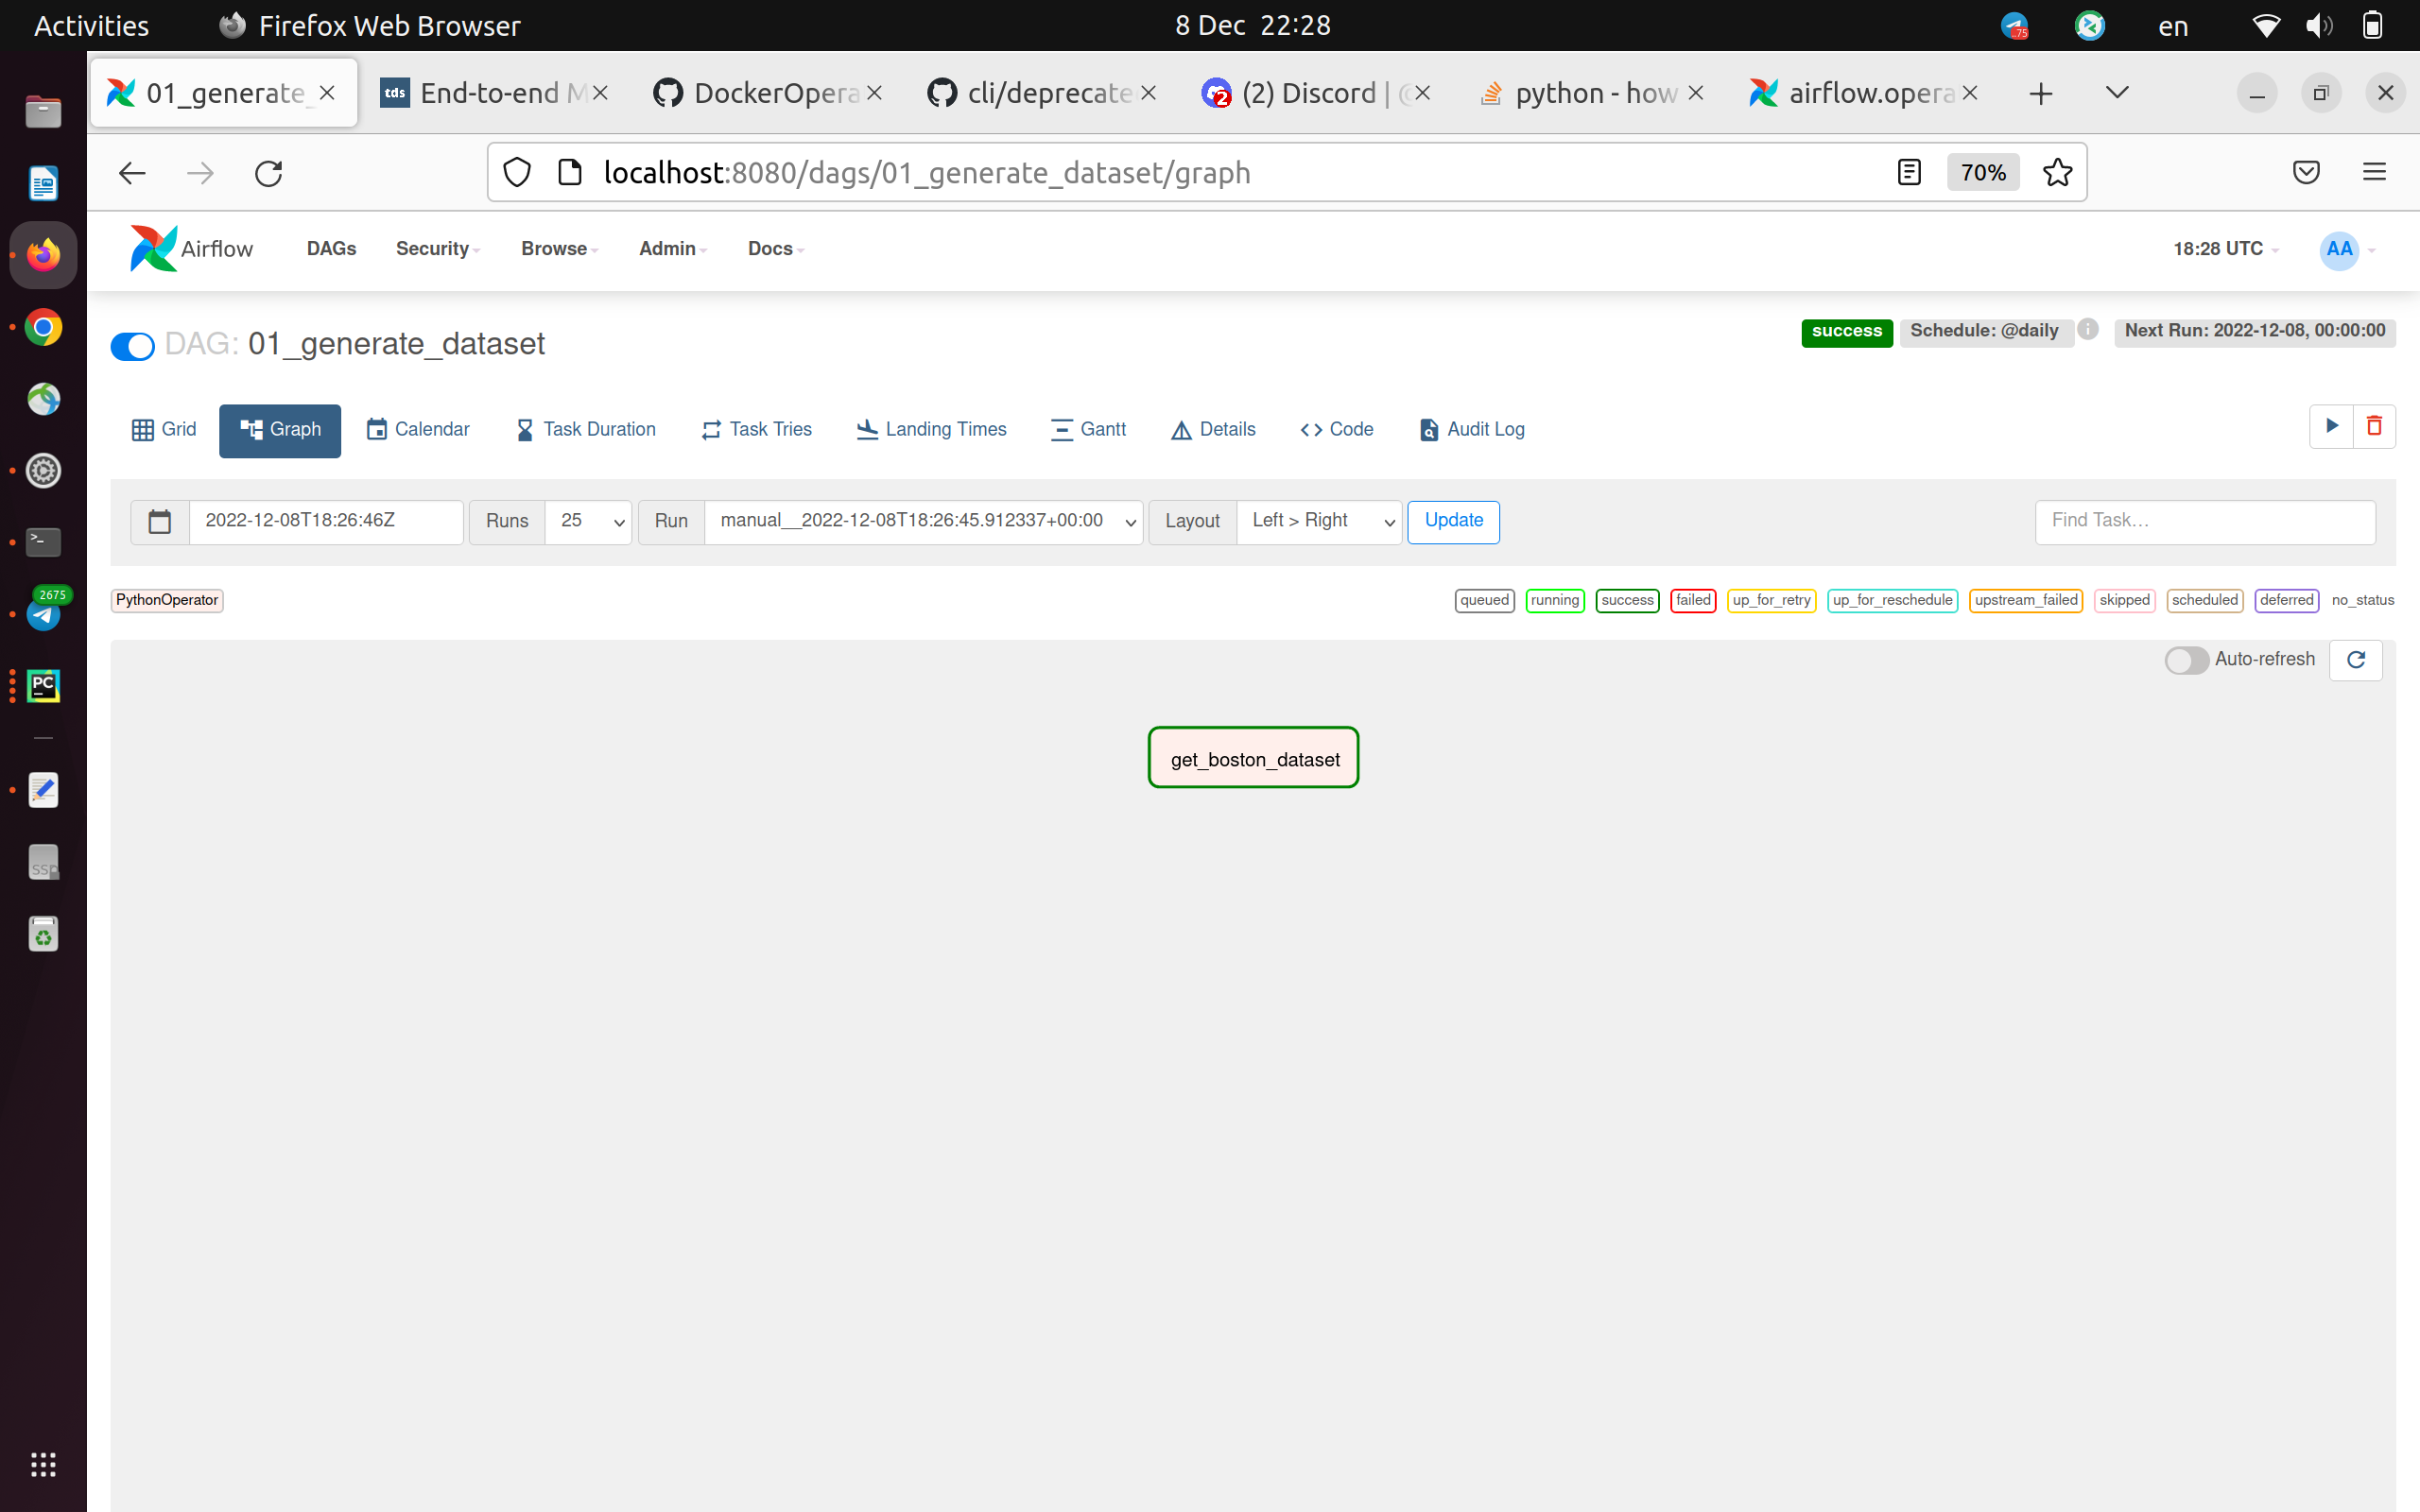 Activities Firefox Web Browser 8 Dec 22:28 75 en
01_generate_ tds End-to-end M DockerOpera cli/deprecate (2) Discord | python - how airflow.opera
localhost:8080/dags/01_generate_dataset/graph 70%
Airflow DAGs Security Browse Admin Docs 18:28 UTC AA
DAG: 01_generate_dataset success Schedule: @daily i Next Run: 2022-12-08, 00:00:00
Grid Graph Calendar Task Duration Task Tries Landing Times Gantt Details Code Audit Log
2022-12-08T18:26:46Z Runs 25 Run manual__2022-12-08T18:26:45.912337+00:00 Layout Left > Right Update Find Task…
2675
PythonOperator queued running success failed up_for_retry up_for_reschedule upstream_failed skipped scheduled deferred no_status
Auto-refresh
PC
get_boston_dataset
SSD